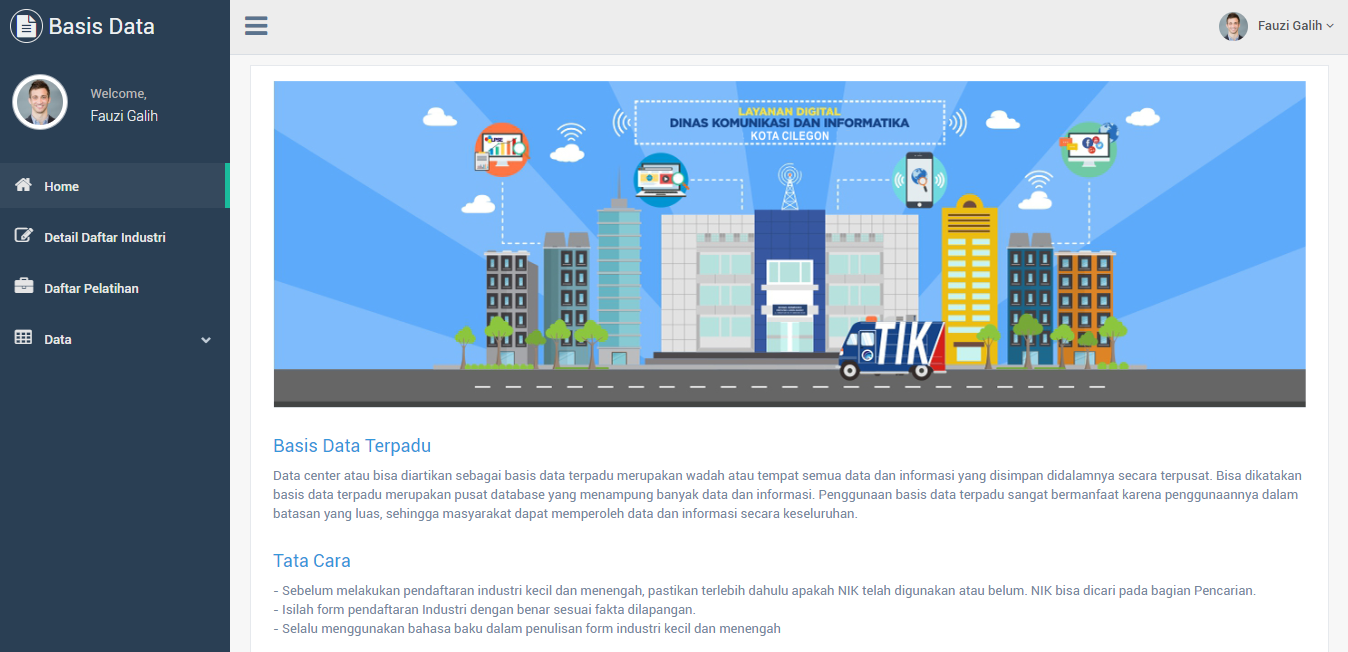 Basis Data
Fauzi Galih
Welcome,
Fauzi Galih
Home
Detail Daftar Industri
Daftar Pelatihan
Data
LAYANAN DIGITAL
DINAS KOMUNIKASI DAN INFORMATIKA
KOTA CILEGON
TIK
Basis Data Terpadu
Data center atau bisa diartikan sebagai basis data terpadu merupakan wadah atau tempat semua data dan informasi yang disimpan didalamnya secara terpusat. Bisa dikatakan
basis data terpadu merupakan pusat database yang menampung banyak data dan informasi. Penggunaan basis data terpadu sangat bermanfaat karena penggunaannya dalam
batasan yang luas, sehingga masyarakat dapat memperoleh data dan informasi secara keseluruhan.
Tata Cara
- Sebelum melakukan pendaftaran industri kecil dan menengah, pastikan terlebih dahulu apakah NIK telah digunakan atau belum. NIK bisa dicari pada bagian Pencarian.
- Isilah form pendaftaran Industri dengan benar sesuai fakta dilapangan.
- Selalu menggunakan bahasa baku dalam penulisan form industri kecil dan menengah